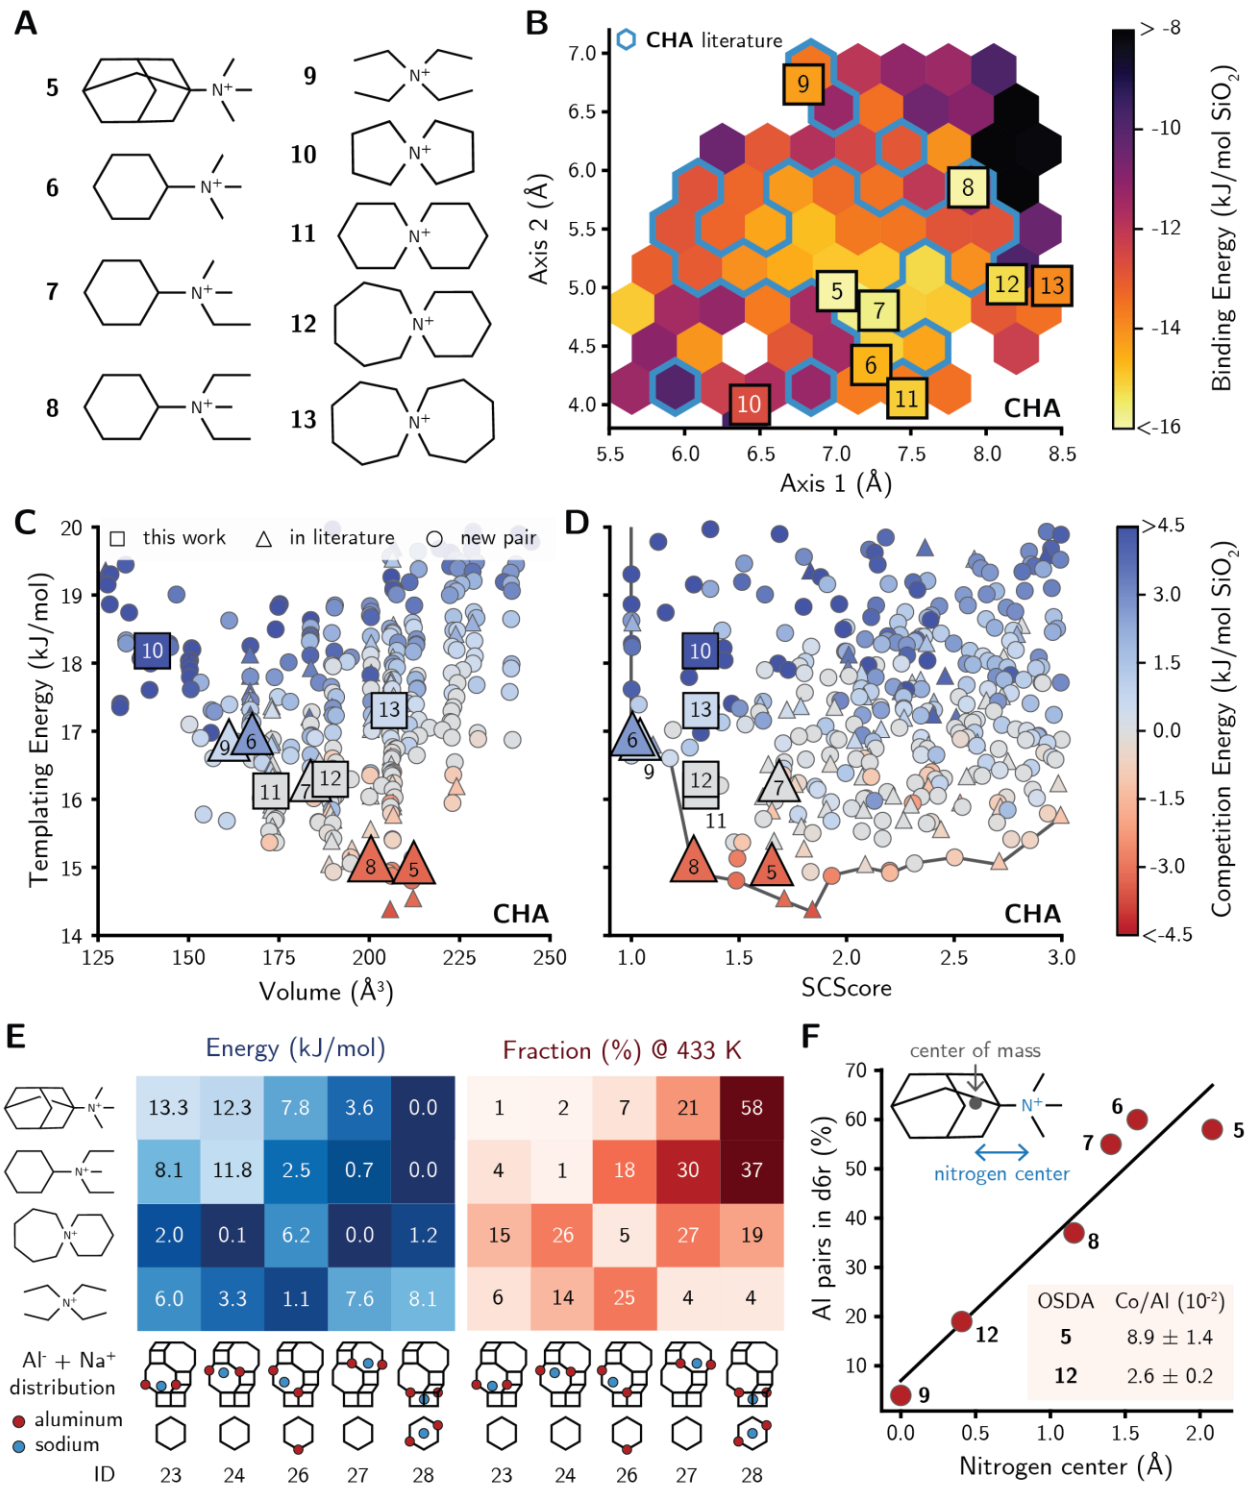 A
5
N+
6
N+
7
N+
8
N+
9
N+
10
N+
11
N+
12
N+
13
N+
B
CHA literature
7.0
6.5
6.0
5.5
5.0
4.5
4.0
Axis 2 (Å)
9
8
5
7
12
13
6
10
11
CHA
5.5 6.0 6.5 7.0 7.5 8.0 8.5
Axis 1 (Å)
> -8
-10
-12
-14
<-16
Binding Energy (kJ/mol SiO2)
C
this work
in literature
new pair
20
19
18
17
16
15
14
Templating Energy (kJ/mol)
10
13
9
6
11
7
12
8
5
CHA
125 150 175 200 225 250
Volume (Å3)
D
10
13
6
9
12
11
7
8
5
CHA
1.0 1.5 2.0 2.5 3.0
SCScore
>4.5
3.0
1.5
0.0
-1.5
-3.0
<-4.5
Competition Energy (kJ/mol SiO2)
E
Energy (kJ/mol)
Fraction (%) @ 433 K
N+
13.3 12.3 7.8 3.6 0.0
1 2 7 21 58
N+
8.1 11.8 2.5 0.7 0.0
4 1 18 30 37
N+
2.0 0.1 6.2 0.0 1.2
15 26 5 27 19
N+
6.0 3.3 1.1 7.6 8.1
6 14 25 4 4
Al- + Na+
distribution
aluminum
sodium
ID 23 24 26 27 28 23 24 26 27 28
F
center of mass
N+
nitrogen center
70
60
50
40
30
20
10
Al pairs in d6r (%)
6
5
7
8
12
9
OSDA Co/Al (10-2)
5 8.9 ± 1.4
12 2.6 ± 0.2
0.0 0.5 1.0 1.5 2.0
Nitrogen center (Å)